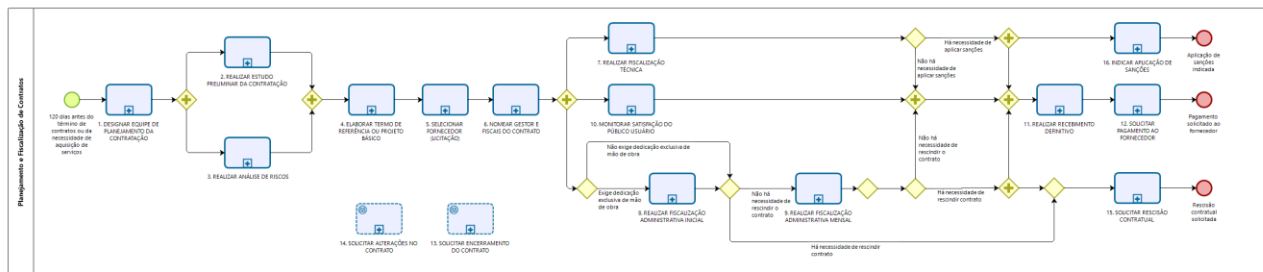 Planejamento e Fiscalização de Contratos
120 dias antes do
término de
contratos ou da
necessidade de
aquisição de
serviços
1. DESIGNAR EQUIPE DE
PLANEJAMENTO DA
CONTRATAÇÃO
2. REALIZAR ESTUDO
PRELIMINAR DA CONTRATAÇÃO
3. REALIZAR ANÁLISE DE RISCOS
4. ELABORAR TERMO DE
REFERÊNCIA OU PROJETO
BÁSICO
5. SELECIONAR
FORNECEDOR
(LICITAÇÃO)
6. NOMEAR GESTOR E
FISCAIS DO CONTRATO
7. REALIZAR FISCALIZAÇÃO
TÉCNICA
Há necessidade de
aplicar sanções
Não há
necessidade de
aplicar sanções
16. INDICAR APLICAÇÃO DE
SANÇÕES
Aplicação de
sanções
indicada
10. MONITORAR SATISFAÇÃO DO
PÚBLICO USUÁRIO
11. REALIZAR RECEBIMENTO
DEFINITIVO
12. SOLICITAR
PAGAMENTO AO
FORNECEDOR
Pagamento
solicitado ao
fornecedor
Não exige dedicação exclusiva de
mão de obra
Exige dedicação
exclusiva de mão
de obra
8. REALIZAR FISCALIZAÇÃO
ADMINISTRATIVA INICIAL
Não há
necessidade de
rescindir o
contrato
9. REALIZAR FISCALIZAÇÃO
ADMINISTRATIVA MENSAL
Não há
necessidade de
rescindir o
contrato
Há necessidade de
rescindir contrato
Há necessidade de rescindir
contrato
15. SOLICITAR RESCISÃO
CONTRATUAL
Rescisão
contratual
solicitada
14. SOLICITAR ALTERAÇÕES NO
CONTRATO
13. SOLICITAR ENCERRAMENTO
DO CONTRATO